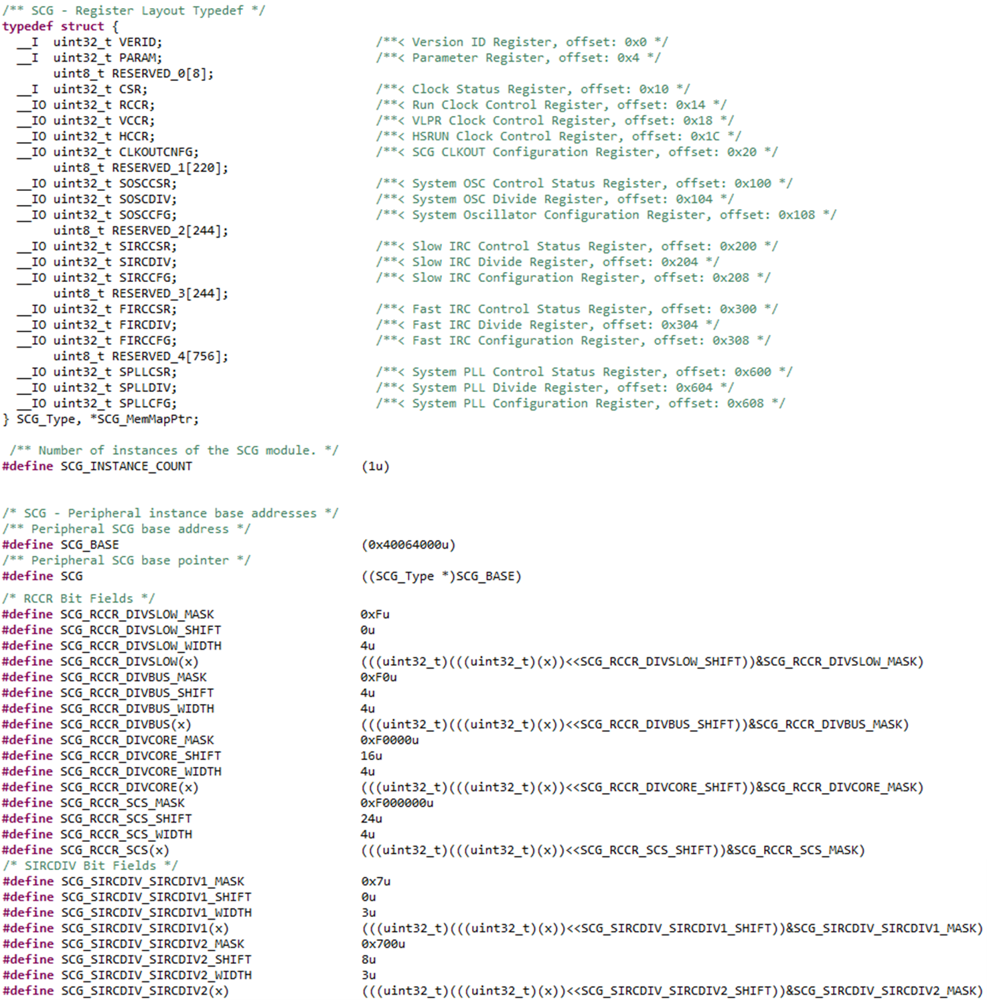 /** SCG - Register Layout Typedef */
typedef struct {
__I uint32_t VERID; /**< Version ID Register, offset: 0x0 */
__I uint32_t PARAM; /**< Parameter Register, offset: 0x4 */
uint8_t RESERVED_0[8];
__I uint32_t CSR; /**< Clock Status Register, offset: 0x10 */
__IO uint32_t RCCR; /**< Run Clock Control Register, offset: 0x14 */
__IO uint32_t VCCR; /**< VLPR Clock Control Register, offset: 0x18 */
__IO uint32_t HCCR; /**< HSRUN Clock Control Register, offset: 0x1C */
__IO uint32_t CLKOUTCNFG; /**< SCG CLKOUT Configuration Register, offset: 0x20 */
uint8_t RESERVED_1[220];
__IO uint32_t SOSCCSR; /**< System OSC Control Status Register, offset: 0x100 */
__IO uint32_t SOSCDIV; /**< System OSC Divide Register, offset: 0x104 */
__IO uint32_t SOSCCFG; /**< System Oscillator Configuration Register, offset: 0x108 */
uint8_t RESERVED_2[244];
__IO uint32_t SIRCCSR; /**< Slow IRC Control Status Register, offset: 0x200 */
__IO uint32_t SIRCDIV; /**< Slow IRC Divide Register, offset: 0x204 */
__IO uint32_t SIRCCFG; /**< Slow IRC Configuration Register, offset: 0x208 */
uint8_t RESERVED_3[244];
__IO uint32_t FIRCCSR; /**< Fast IRC Control Status Register, offset: 0x300 */
__IO uint32_t FIRCDIV; /**< Fast IRC Divide Register, offset: 0x304 */
__IO uint32_t FIRCCFG; /**< Fast IRC Configuration Register, offset: 0x308 */
uint8_t RESERVED_4[756];
__IO uint32_t SPLLCSR; /**< System PLL Control Status Register, offset: 0x600 */
__IO uint32_t SPLLDIV; /**< System PLL Divide Register, offset: 0x604 */
__IO uint32_t SPLLCFG; /**< System PLL Configuration Register, offset: 0x608 */
} SCG_Type, *SCG_MemMapPtr;
/** Number of instances of the SCG module. */
#define SCG_INSTANCE_COUNT (1u)
/* SCG - Peripheral instance base addresses */
/** Peripheral SCG base address */
#define SCG_BASE (0x40064000u)
/** Peripheral SCG base pointer */
#define SCG ((SCG_Type *)SCG_BASE)
/* RCCR Bit Fields */
#define SCG_RCCR_DIVSLOW_MASK 0xFu
#define SCG_RCCR_DIVSLOW_SHIFT 0u
#define SCG_RCCR_DIVSLOW_WIDTH 4u
#define SCG_RCCR_DIVSLOW(x) (((uint32_t)(((uint32_t)(x))<<SCG_RCCR_DIVSLOW_SHIFT))&SCG_RCCR_DIVSLOW_MASK)
#define SCG_RCCR_DIVBUS_MASK 0xF0u
#define SCG_RCCR_DIVBUS_SHIFT 4u
#define SCG_RCCR_DIVBUS_WIDTH 4u
#define SCG_RCCR_DIVBUS(x) (((uint32_t)(((uint32_t)(x))<<SCG_RCCR_DIVBUS_SHIFT))&SCG_RCCR_DIVBUS_MASK)
#define SCG_RCCR_DIVCORE_MASK 0xF0000u
#define SCG_RCCR_DIVCORE_SHIFT 16u
#define SCG_RCCR_DIVCORE_WIDTH 4u
#define SCG_RCCR_DIVCORE(x) (((uint32_t)(((uint32_t)(x))<<SCG_RCCR_DIVCORE_SHIFT))&SCG_RCCR_DIVCORE_MASK)
#define SCG_RCCR_SCS_MASK 0xF000000u
#define SCG_RCCR_SCS_SHIFT 24u
#define SCG_RCCR_SCS_WIDTH 4u
#define SCG_RCCR_SCS(x) (((uint32_t)(((uint32_t)(x))<<SCG_RCCR_SCS_SHIFT))&SCG_RCCR_SCS_MASK)
/* SIRCDIV Bit Fields */
#define SCG_SIRCDIV_SIRCDIV1_MASK 0x7u
#define SCG_SIRCDIV_SIRCDIV1_SHIFT 0u
#define SCG_SIRCDIV_SIRCDIV1_WIDTH 3u
#define SCG_SIRCDIV_SIRCDIV1(x) (((uint32_t)(((uint32_t)(x))<<SCG_SIRCDIV_SIRCDIV1_SHIFT))&SCG_SIRCDIV_SIRCDIV1_MASK)
#define SCG_SIRCDIV_SIRCDIV2_MASK 0x700u
#define SCG_SIRCDIV_SIRCDIV2_SHIFT 8u
#define SCG_SIRCDIV_SIRCDIV2_WIDTH 3u
#define SCG_SIRCDIV_SIRCDIV2(x) (((uint32_t)(((uint32_t)(x))<<SCG_SIRCDIV_SIRCDIV2_SHIFT))&SCG_SIRCDIV_SIRCDIV2_MASK)